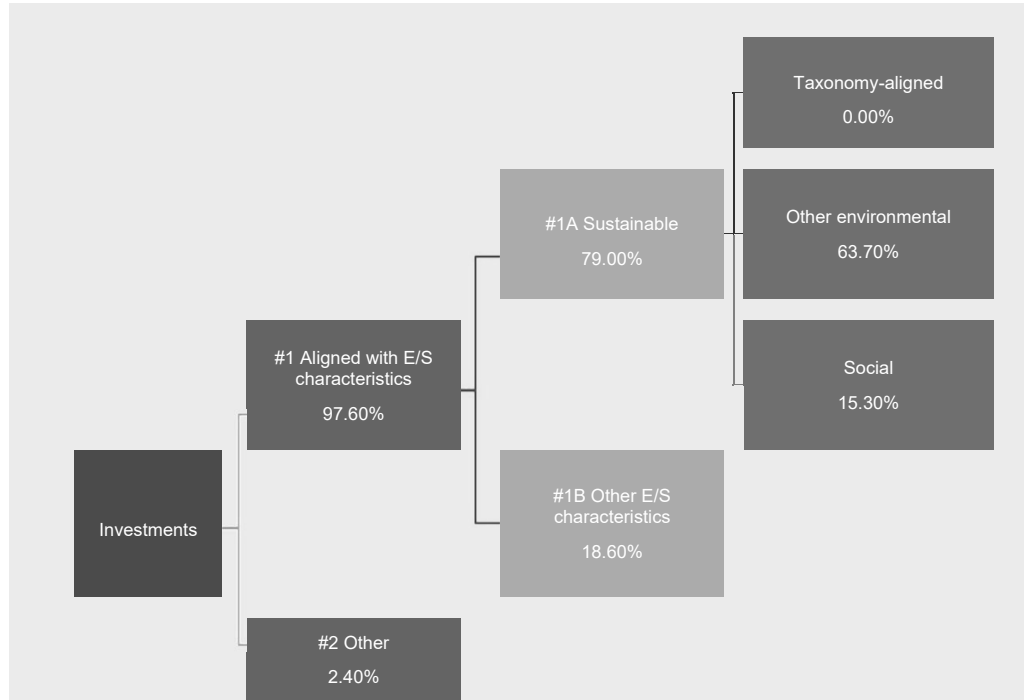 Taxonomy-aligned
0.00%
#1A Sustainable
79.00%
Other environmental
63.70%
#1 Aligned with E/S
characteristics
97.60%
Social
15.30%
Investments
#1B Other E/S
characteristics
18.60%
#2 Other
2.40%